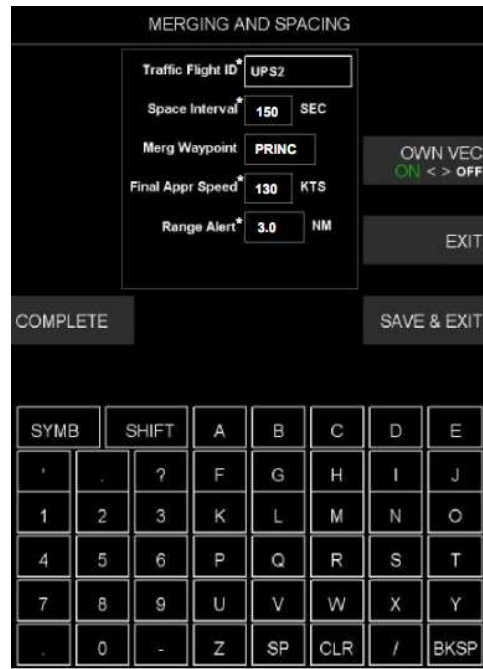 MERGING AND SPACING
Traffic Flight ID* UPS2
Space Interval* 150 SEC
Merg Waypoint PRINC
OWN VEC
ON < > OFF
Final Appr Speed* 130 KTS
Range Alert* 3.0 NM
EXIT
COMPLETE
SAVE & EXIT
SYMB SHIFT A B C D E
' . ? F G H I J
1 2 3 K L M N O
4 5 6 P Q R S T
7 8 9 U V W X Y
. 0 - Z SP CLR / BKSP